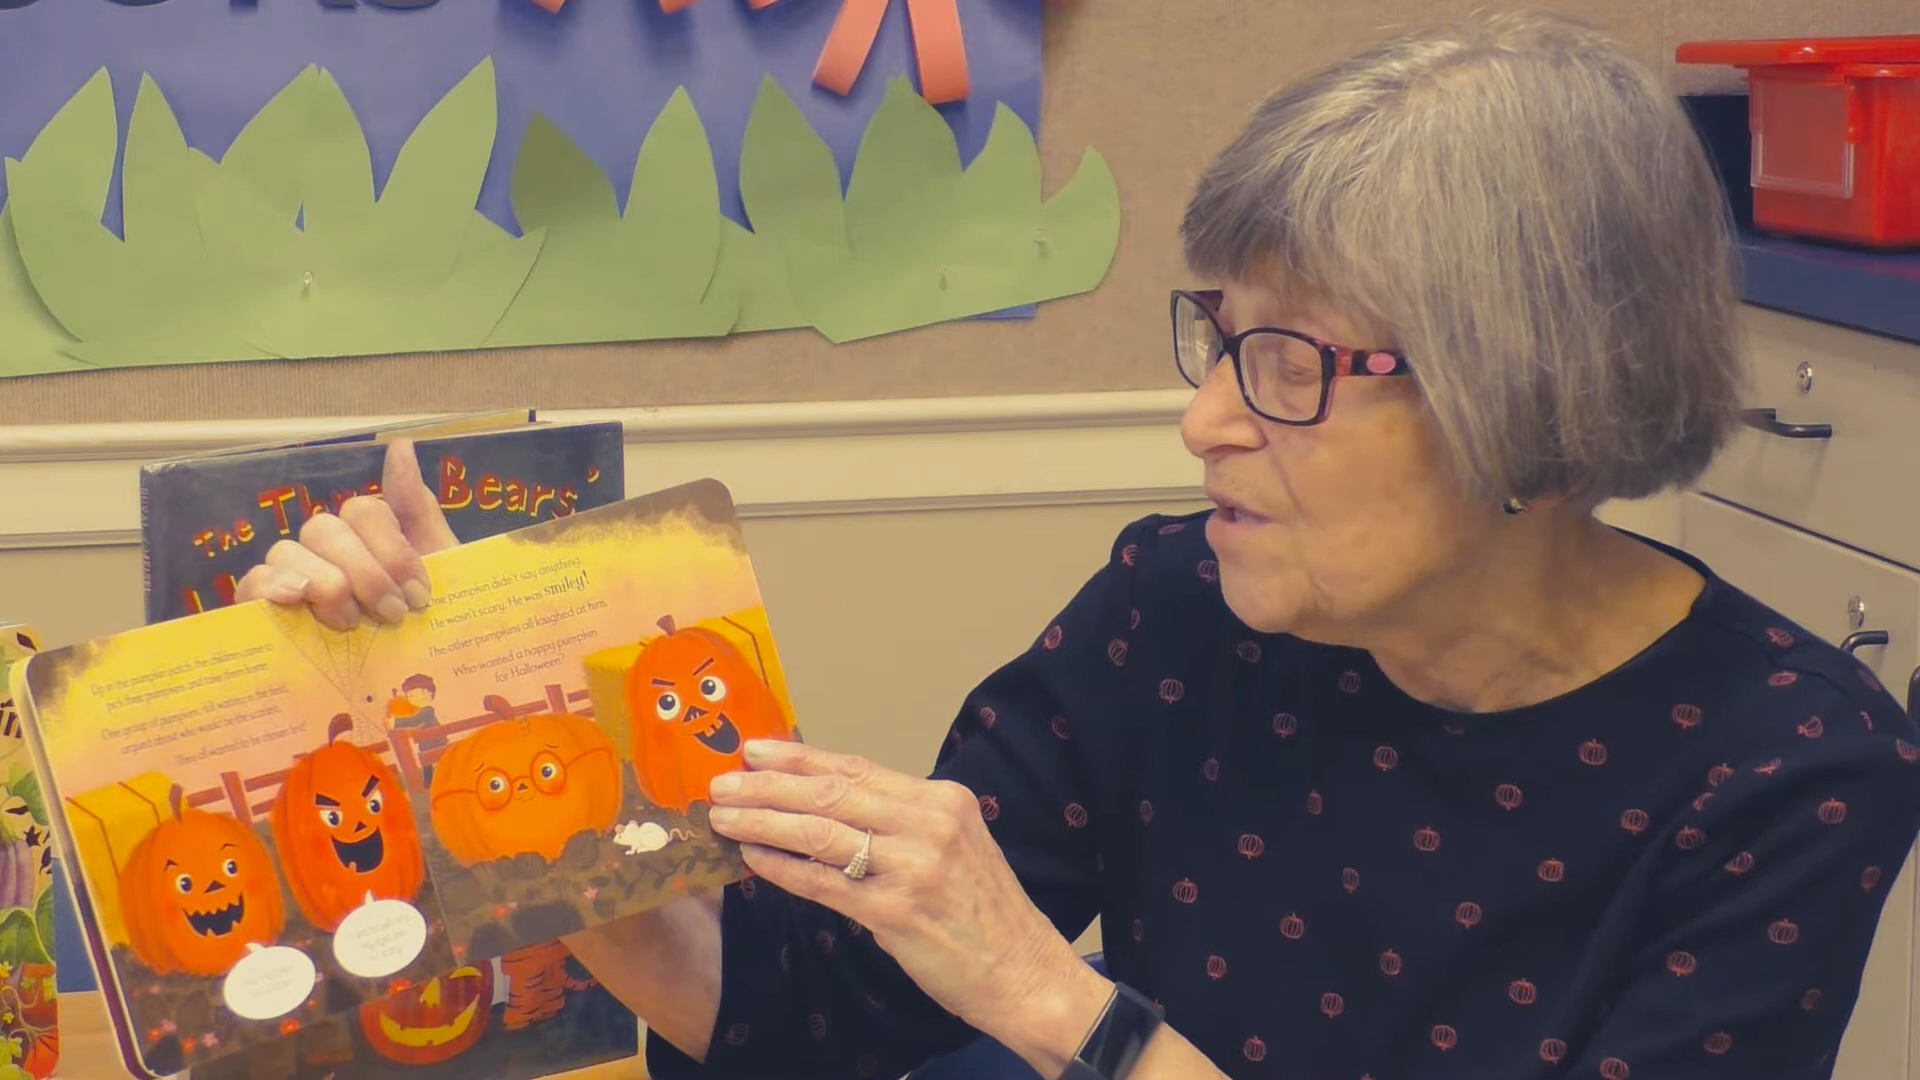 The Three Bears'
Up in the pumpkin patch, the children came to
pick their pumpkins and take them home.
One group of pumpkins, still waiting in the field,
argued about who would be the scariest.
They all wanted to be chosen first!
One pumpkin didn't say anything.
He wasn't scary. He was smiley!
The other pumpkins all laughed at him.
Who wanted a happy pumpkin
for Halloween?